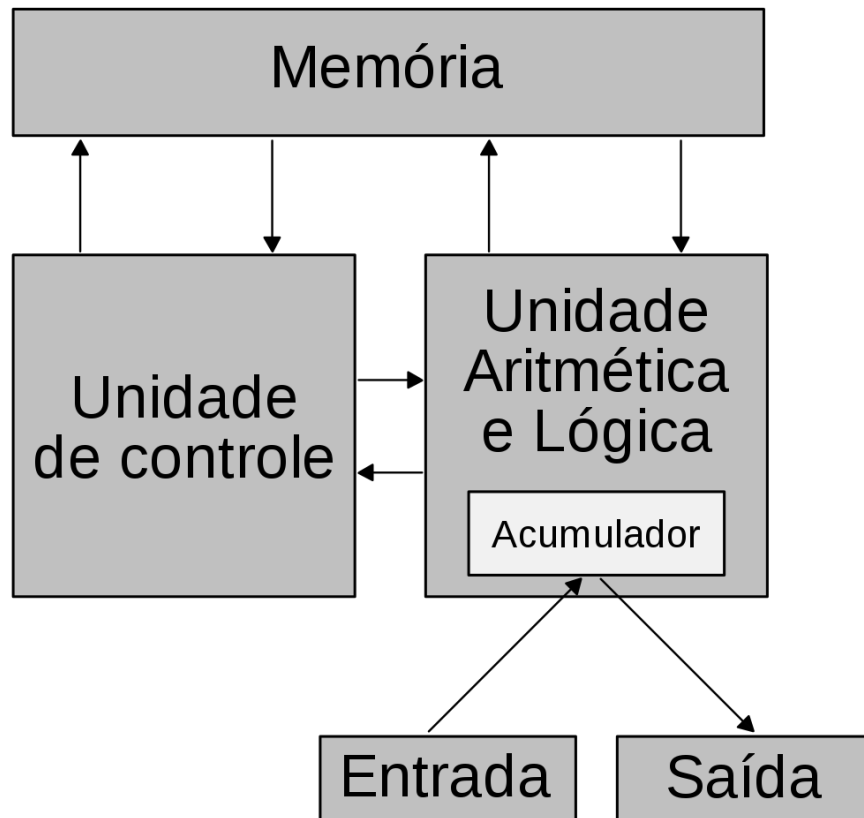 Memória
Unidade
de controle
Unidade
Aritmética
e Lógica
Acumulador
Entrada
Saída